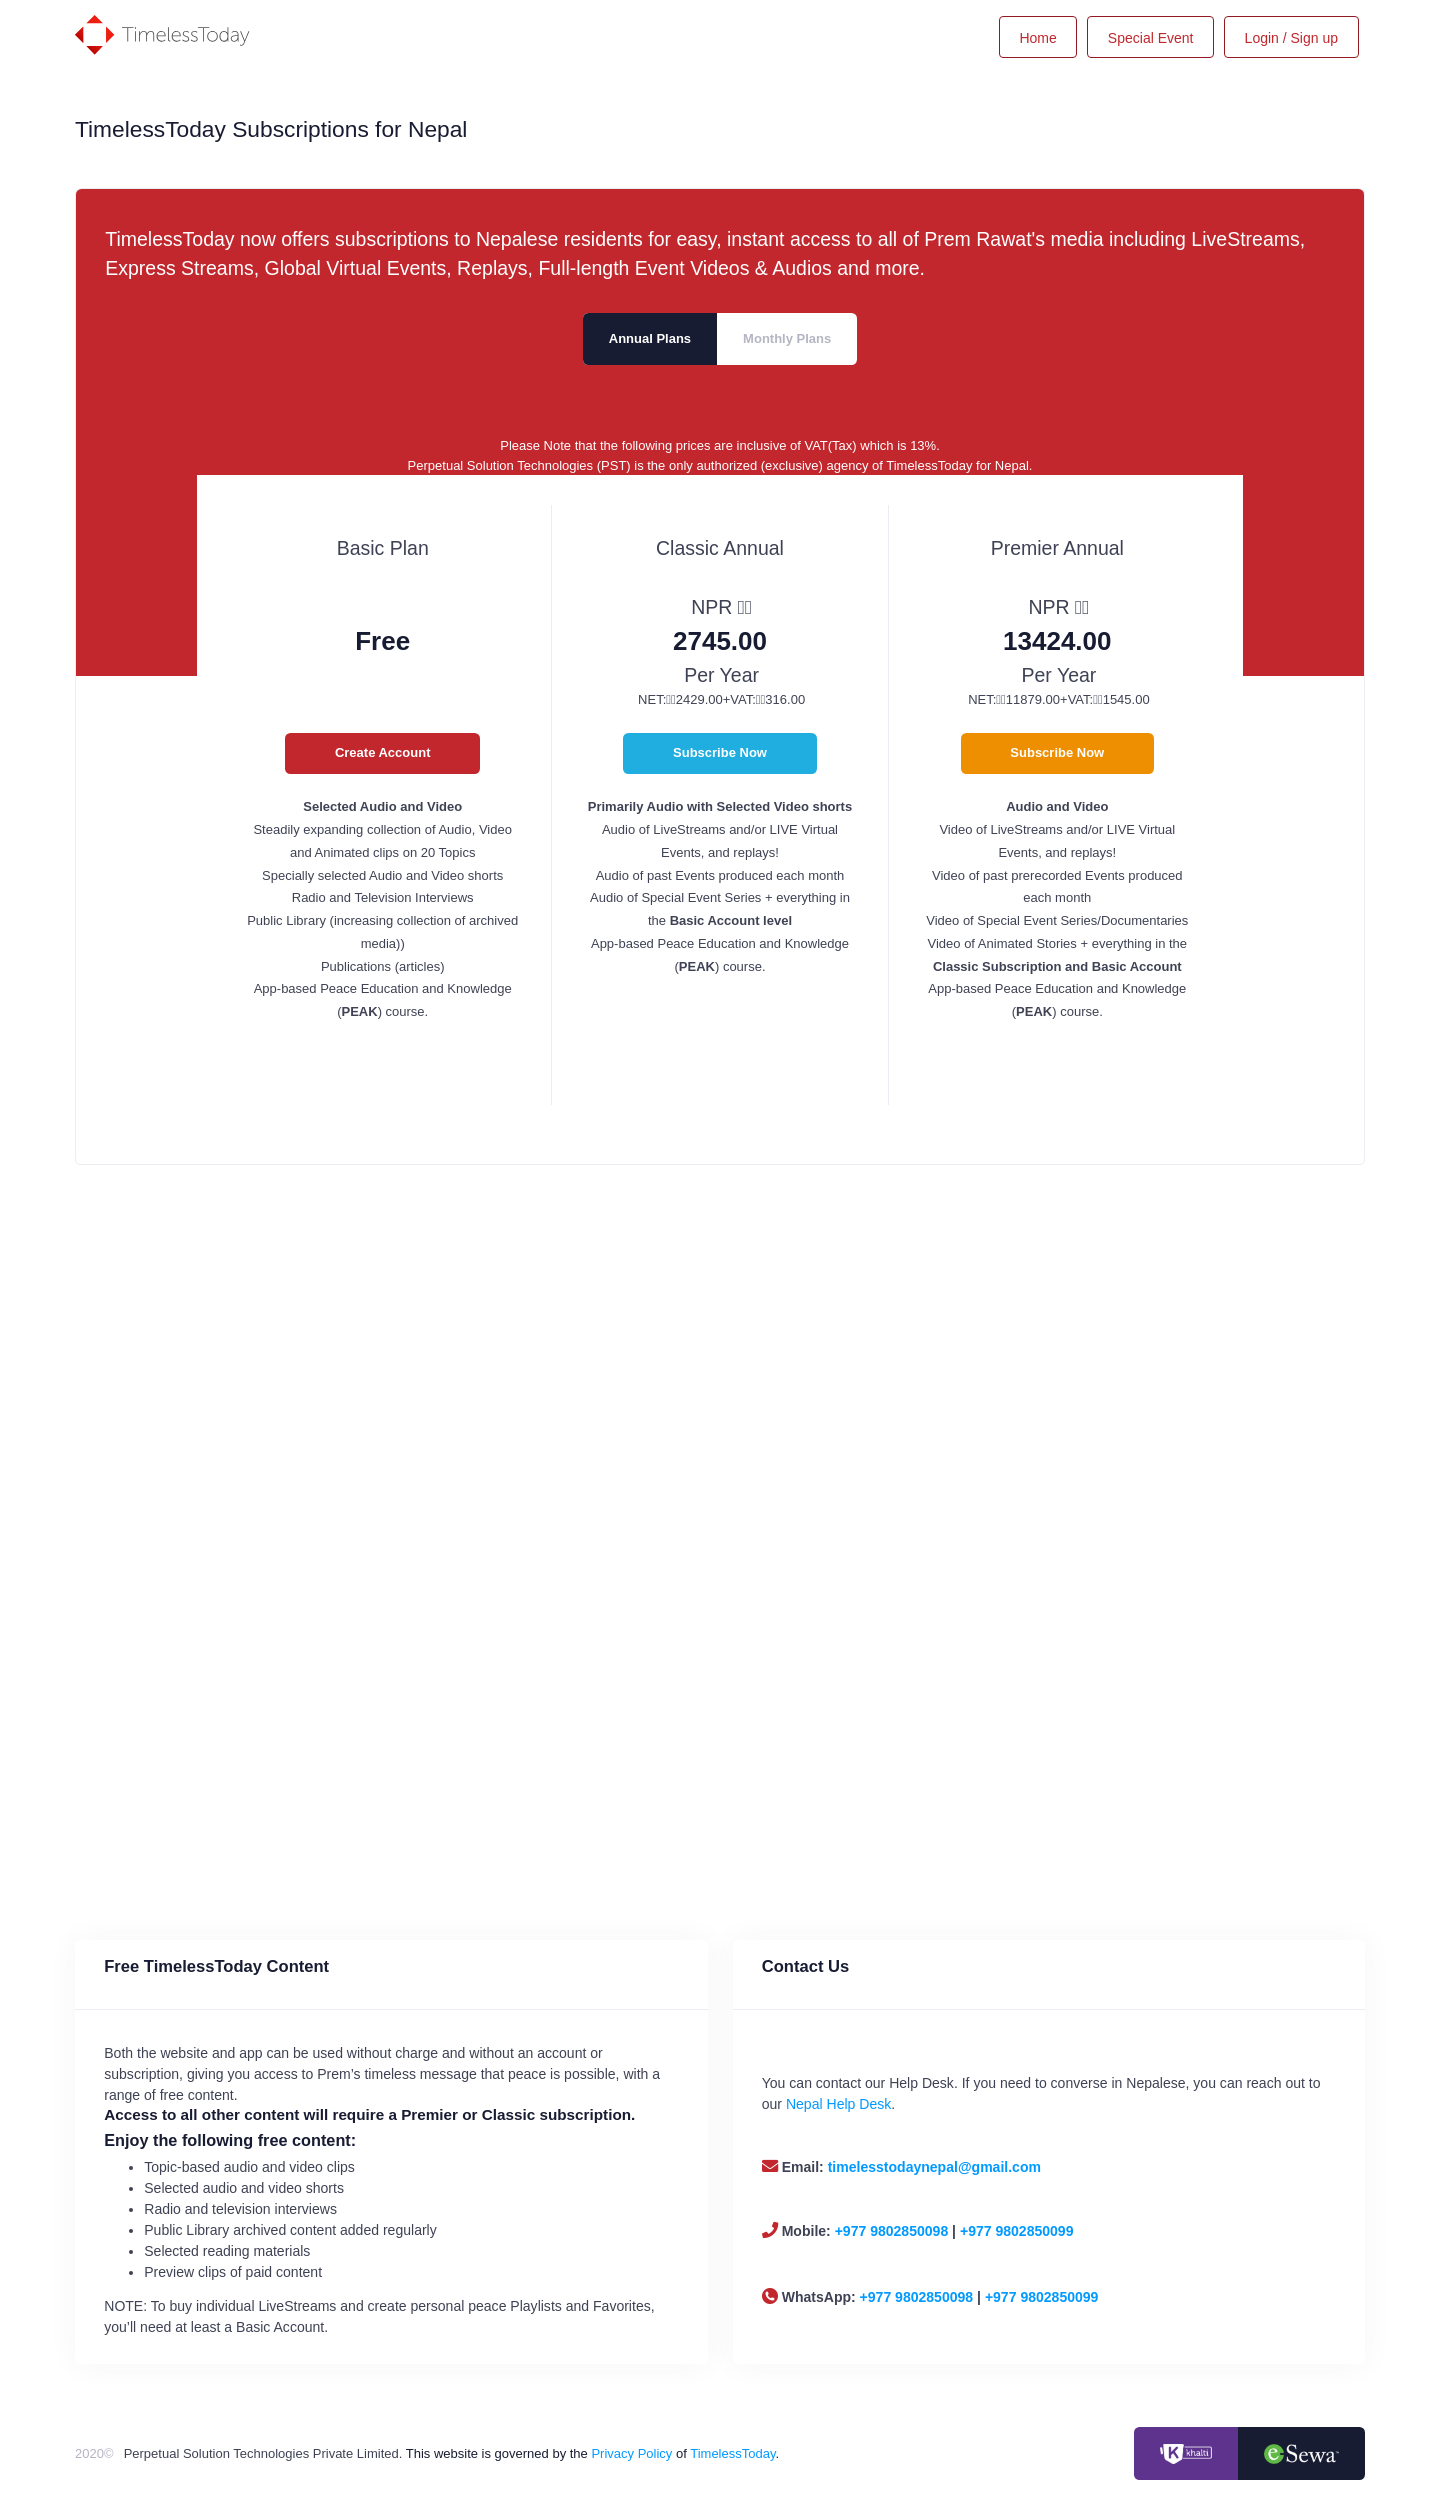 TimelessToday
Home
Special Event
Login / Sign up
TimelessToday Subscriptions for Nepal
TimelessToday now offers subscriptions to Nepalese residents for easy, instant access to all of Prem Rawat's media including LiveStreams,
Express Streams, Global Virtual Events, Replays, Full-length Event Videos & Audios and more.
Annual Plans
Monthly Plans
Please Note that the following prices are inclusive of VAT(Tax) which is 13%.
Perpetual Solution Technologies (PST) is the only authorized (exclusive) agency of TimelessToday for Nepal.
Basic Plan
Free
Create Account
Selected Audio and Video
Steadily expanding collection of Audio, Video
and Animated clips on 20 Topics
Specially selected Audio and Video shorts
Radio and Television Interviews
Public Library (increasing collection of archived
media))
Publications (articles)
App-based Peace Education and Knowledge
(PEAK) course.
Classic Annual
NPR
2745.00
Per Year
NET:2429.00+VAT:316.00
Subscribe Now
Primarily Audio with Selected Video shorts
Audio of LiveStreams and/or LIVE Virtual
Events, and replays!
Audio of past Events produced each month
Audio of Special Event Series + everything in
the Basic Account level
App-based Peace Education and Knowledge
(PEAK) course.
Premier Annual
NPR
13424.00
Per Year
NET:11879.00+VAT:1545.00
Subscribe Now
Audio and Video
Video of LiveStreams and/or LIVE Virtual
Events, and replays!
Video of past prerecorded Events produced
each month
Video of Special Event Series/Documentaries
Video of Animated Stories + everything in the
Classic Subscription and Basic Account
App-based Peace Education and Knowledge
(PEAK) course.
Free TimelessToday Content
Both the website and app can be used without charge and without an account or
subscription, giving you access to Prem’s timeless message that peace is possible, with a
range of free content.
Access to all other content will require a Premier or Classic subscription.
Enjoy the following free content:
• Topic-based audio and video clips
• Selected audio and video shorts
• Radio and television interviews
• Public Library archived content added regularly
• Selected reading materials
• Preview clips of paid content
NOTE: To buy individual LiveStreams and create personal peace Playlists and Favorites,
you’ll need at least a Basic Account.
Contact Us
You can contact our Help Desk. If you need to converse in Nepalese, you can reach out to
our Nepal Help Desk.
Email: timelesstodaynepal@gmail.com
Mobile: +977 9802850098 | +977 9802850099
WhatsApp: +977 9802850098 | +977 9802850099
2020© Perpetual Solution Technologies Private Limited. This website is governed by the Privacy Policy of TimelessToday.
K khalti
eSewa